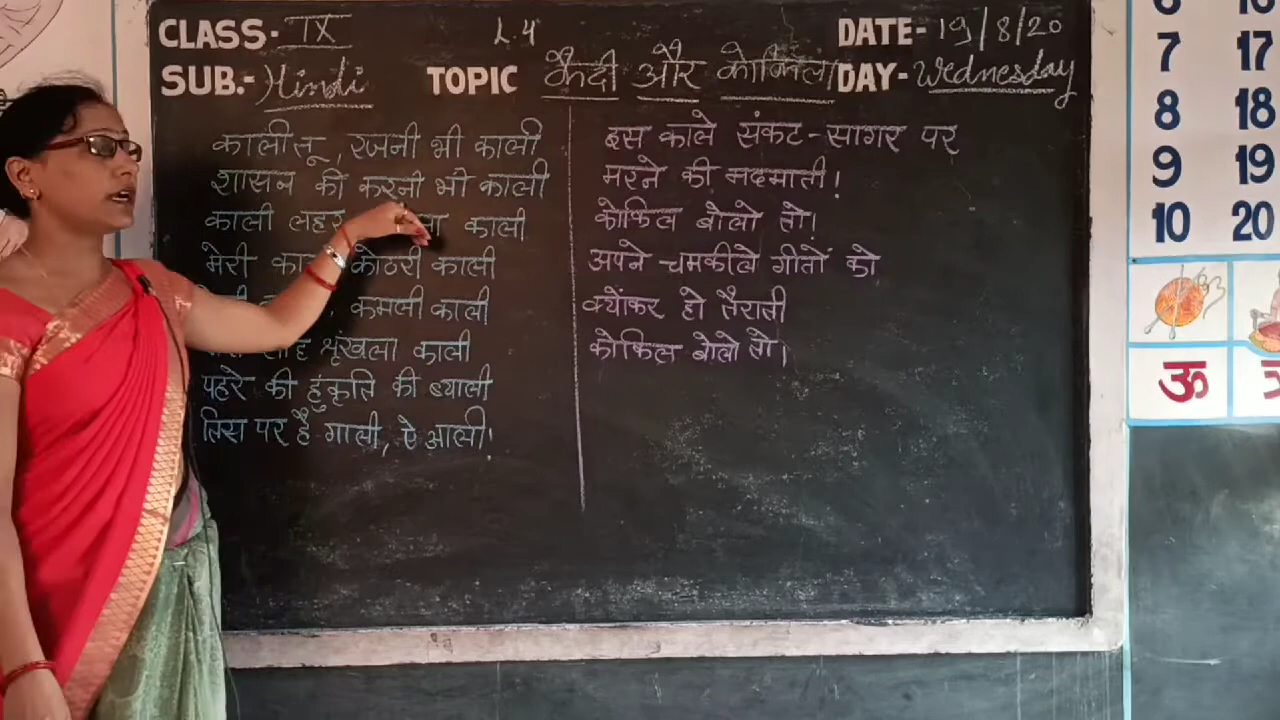 CLASS- IX
L.4
DATE- 19/8/20
SUB.- Hindi
TOPIC कैदी और कोकिला
DAY- Wednesday
काली तू, रजनी भी काली
शासन की करनी भी काली
काली लहर काली
मेरी कोठरी काली
कमली काली
श्रृंखला काली
पहरे की हुंकृति की ब्याली
तिस पर है गाली, ऐ आली!
इस काले संकट-सागर पर
मरने की मदमाती!
कोकिल बोलो तो!
अपने चमकीले गीतों को
क्योंकर हो तैराती
कोकिल बोलो तो।
7 17
8 18
9 19
10 20
ऊ